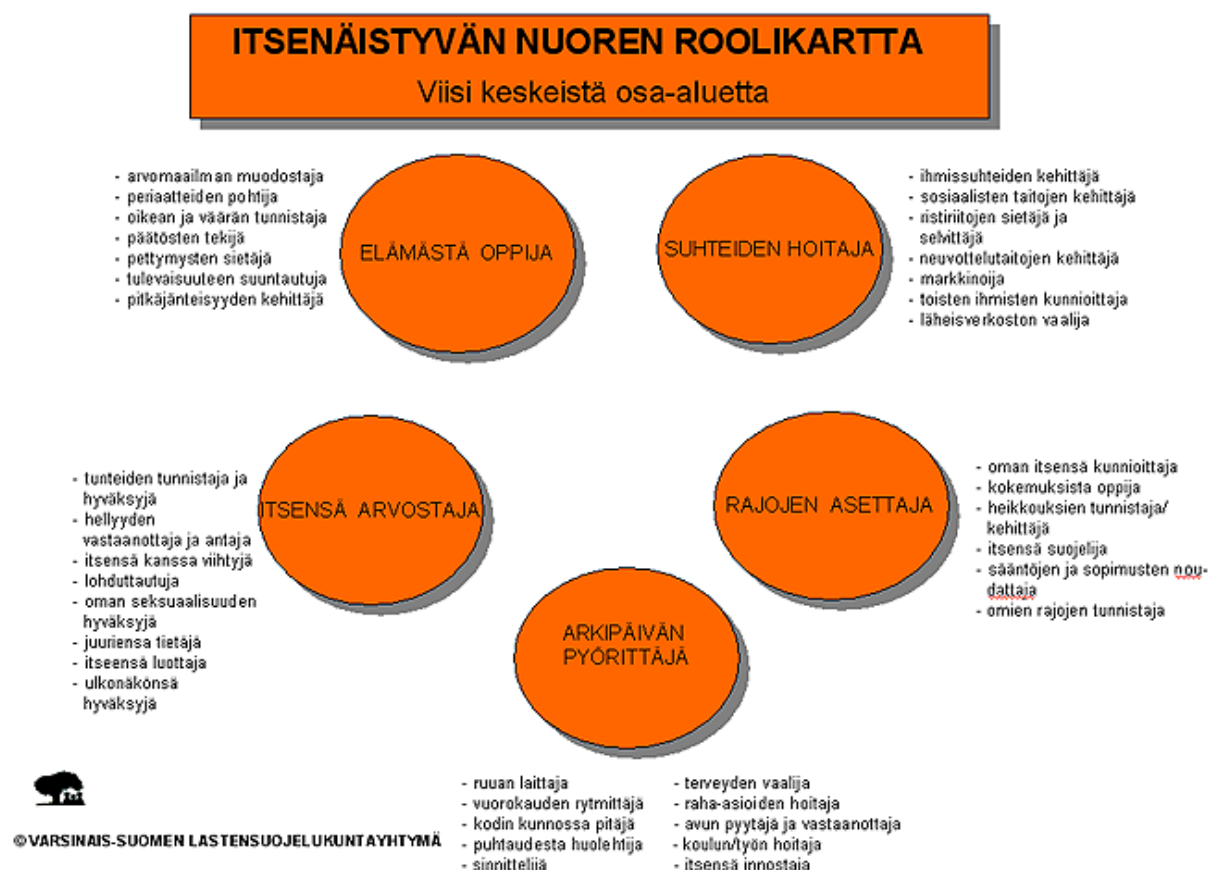 ITSENÄISTYVÄN NUOREN ROOLIKARTTA
Viisi keskeistä osa-aluetta
- arvomaailman muodostaja
- periaatteiden pohtija
- oikean ja väärän tunnistaja
- päätösten tekijä
- pettymysten sietäjä
- tulevaisuuteen suuntautuja
- pitkäjänteisyyden kehittäjä
ELÄMÄSTÄ OPPIJA
SUHTEIDEN HOITAJA
- ihmissuhteiden kehittäjä
- sosiaalisten taitojen kehittäjä
- ristiriitojen sietäjä ja
selvittäjä
- neuvottelutaitojen kehittäjä
- markkinoija
- toisten ihmisten kunnioittaja
- läheisverkoston vaalija
- tunteiden tunnistaja ja
hyväksyjä
- hellyyden
vastaanottaja ja antaja
- itsensä kanssa viihtyjä
- lohduttautuja
- oman seksuaalisuuden
hyväksyjä
- juuriensa tietäjä
- itseensä luottaja
- ulkonäkönsä
hyväksyjä
ITSENSÄ ARVOSTAJA
RAJOJEN ASETTAJA
- oman itsensä kunnioittaja
- kokemuksista oppija
- heikkouksien tunnistaja/
kehittäjä
- itsensä suojelija
- sääntöjen ja sopimusten nou-
dattaja
- omien rajojen tunnistaja
ARKIPÄIVÄN
PYÖRITTÄJÄ
- ruuan laittaja
- vuorokauden rytmittäjä
- kodin kunnossa pitäjä
- puhtaudesta huolehtija
- sinnittelijä
- terveyden vaalija
- raha-asioiden hoitaja
- avun pyytäjä ja vastaanottaja
- koulun/työn hoitaja
- itsensä innostaja
© VARSINAIS-SUOMEN LASTENSUOJELUKUNTAYHTYMÄ